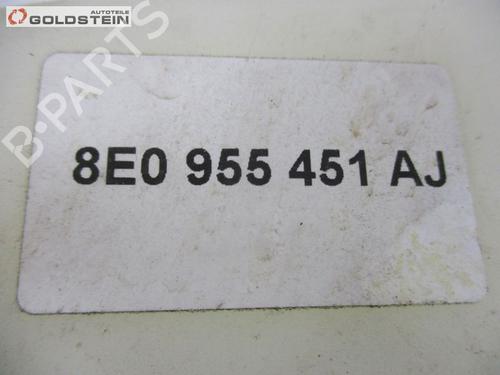 AUTOTEILE
GOLDSTEIN
B-PARTS
8E0 955 451 AJ